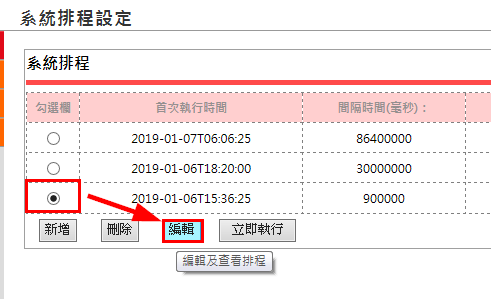 系統排程設定
系統排程
勾選欄 首次執行時間 間隔時間(毫秒)：
2019-01-07T06:06:25 86400000
2019-01-06T18:20:00 30000000
2019-01-06T15:36:25 900000
新增 刪除 編輯 立即執行
編輯及查看排程